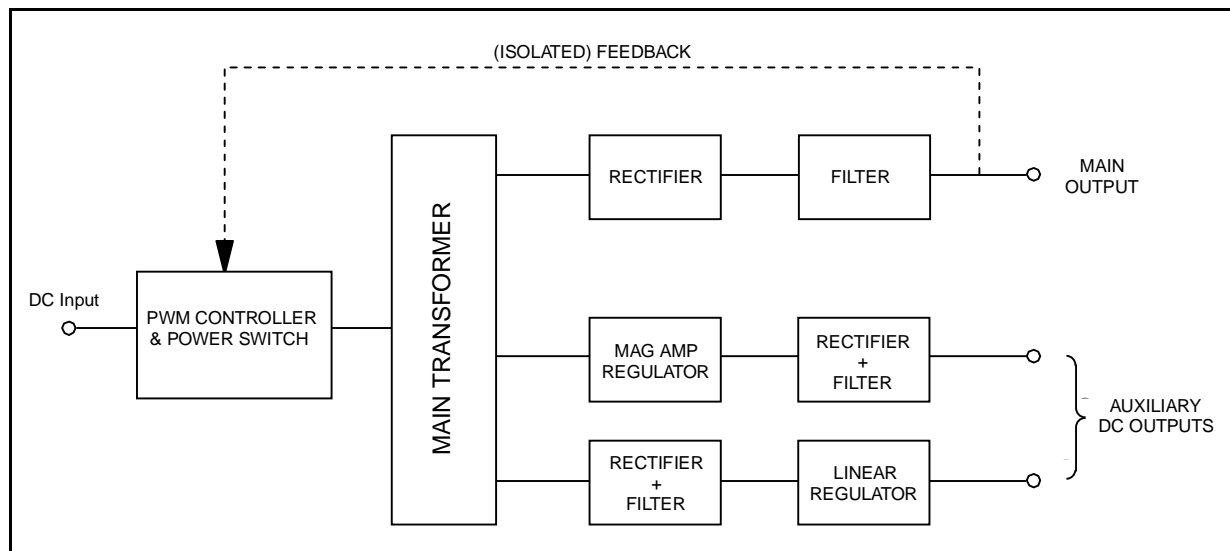 (ISOLATED) FEEDBACK
RECTIFIER
FILTER
MAIN
OUTPUT
DC Input
PWM CONTROLLER
& POWER SWITCH
MAIN TRANSFORMER
MAG AMP
REGULATOR
RECTIFIER
+
FILTER
AUXILIARY
DC OUTPUTS
RECTIFIER
+
FILTER
LINEAR
REGULATOR